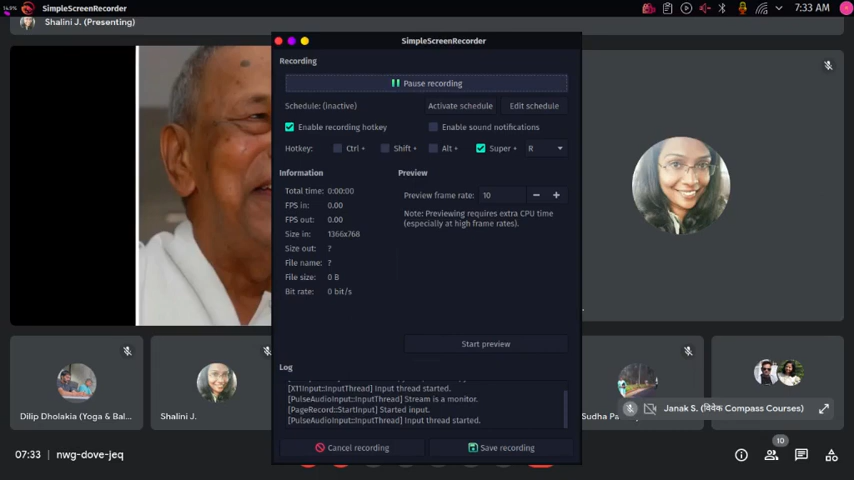 SimpleScreenRecorder
7:33 AM
Shalini J. (Presenting)
SimpleScreenRecorder
Recording
Pause recording
Schedule: (inactive)
Activate schedule
Edit schedule
Enable recording hotkey
Enable sound notifications
Hotkey:
Ctrl +
Shift +
Alt +
Super +
R
Information
Preview
Total time: 0:00:00
FPS in: 0.00
FPS out: 0.00
Size in: 1366x768
Size out: ?
File name: ?
File size: 0 B
Bit rate: 0 bit/s
Preview frame rate: 10
Note: Previewing requires extra CPU time
(especially at high frame rates).
Start preview
Log
[X11Input::InputThread] Input thread started.
[PulseAudioInput::InputThread] Stream is a monitor.
[PageRecord::StartInput] Started input.
[PulseAudioInput::InputThread] Input thread started.
Cancel recording
Save recording
Dilip Dholakia (Yoga & Bal...
Shalini J.
Sudha Pa
Janak S. (विवेक Compass Courses)
07:33
nwg-dove-jeq
10